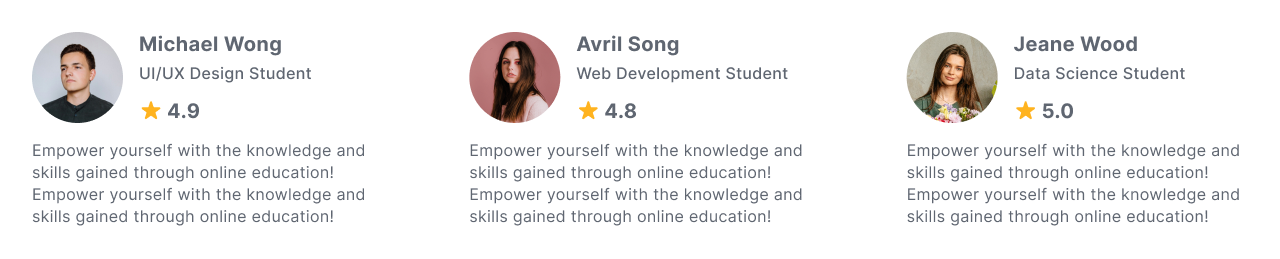 Michael Wong
UI/UX Design Student
4.9
Empower yourself with the knowledge and
skills gained through online education!
Empower yourself with the knowledge and
skills gained through online education!
Avril Song
Web Development Student
4.8
Empower yourself with the knowledge and
skills gained through online education!
Empower yourself with the knowledge and
skills gained through online education!
Jeane Wood
Data Science Student
5.0
Empower yourself with the knowledge and
skills gained through online education!
Empower yourself with the knowledge and
skills gained through online education!